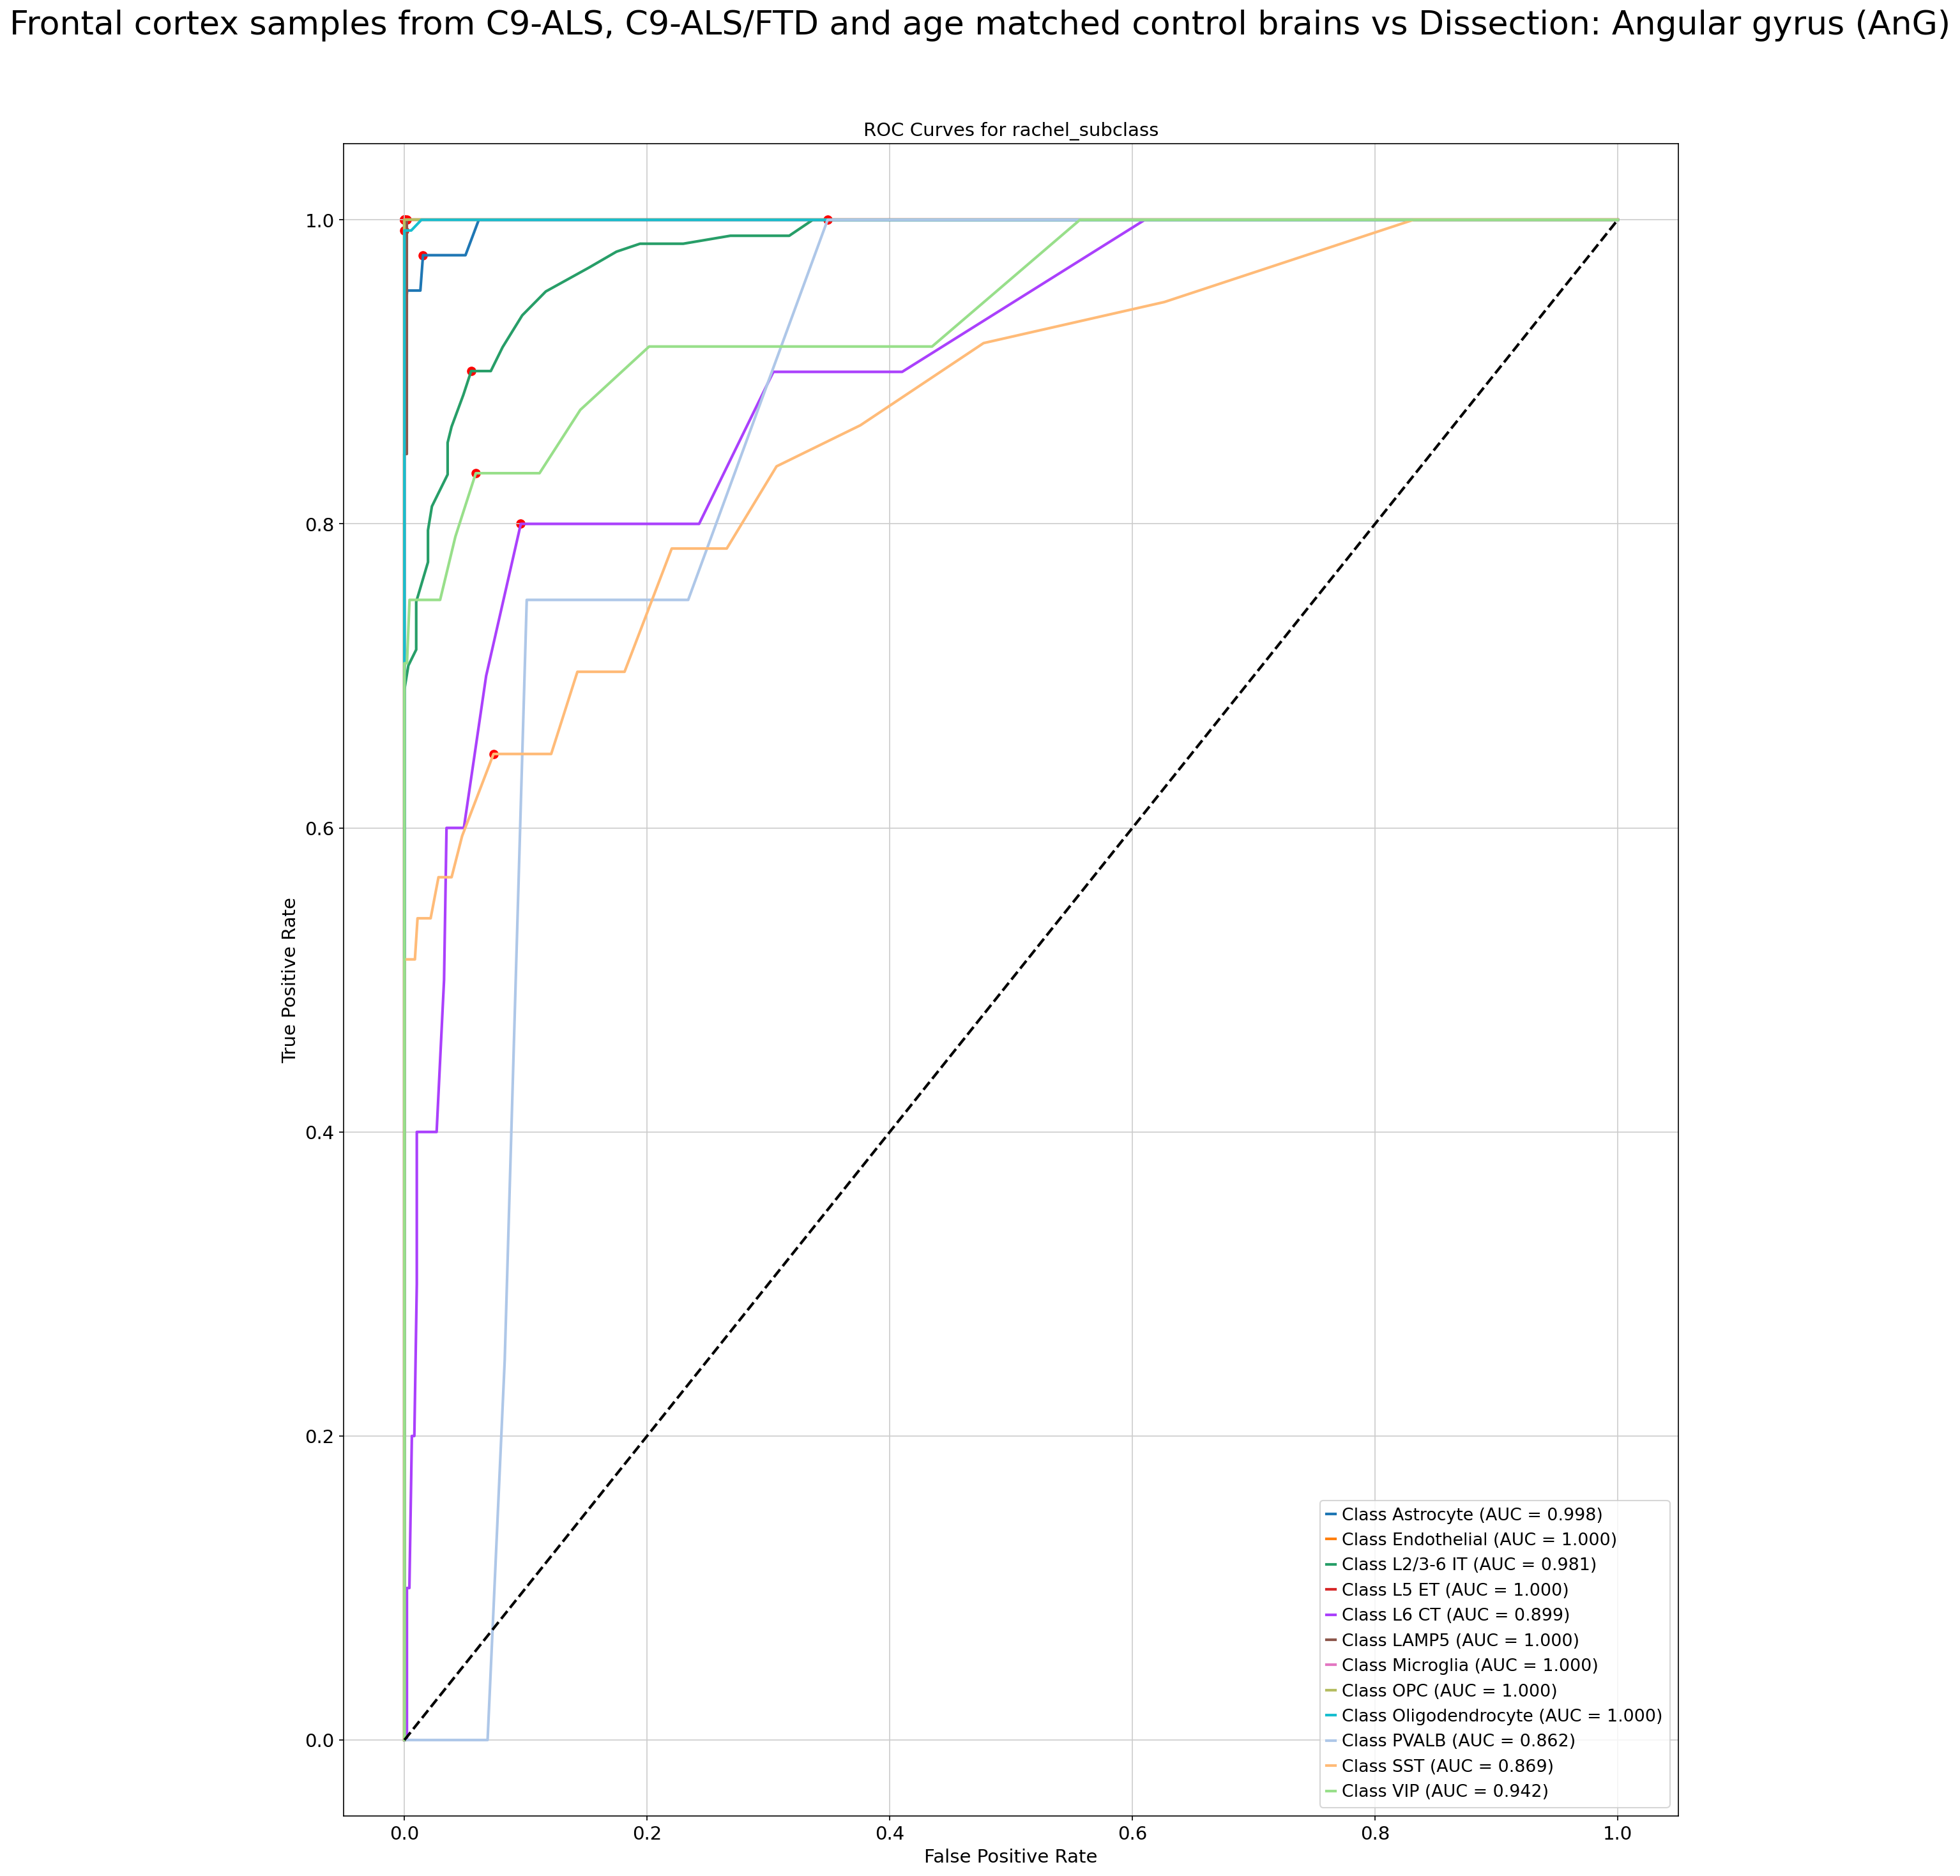 Frontal cortex samples from C9-ALS, C9-ALS/FTD and age matched control brains vs Dissection: Angular gyrus (AnG)
ROC Curves for rachel_subclass
1.0
0.8
0.6
0.4
0.2
0.0
True Positive Rate
Class Astrocyte (AUC = 0.998)
Class Endothelial (AUC = 1.000)
Class L2/3-6 IT (AUC = 0.981)
Class L5 ET (AUC = 1.000)
Class L6 CT (AUC = 0.899)
Class LAMP5 (AUC = 1.000)
Class Microglia (AUC = 1.000)
Class OPC (AUC = 1.000)
Class Oligodendrocyte (AUC = 1.000)
Class PVALB (AUC = 0.862)
Class SST (AUC = 0.869)
Class VIP (AUC = 0.942)
0.0 0.2 0.4 0.6 0.8 1.0
False Positive Rate